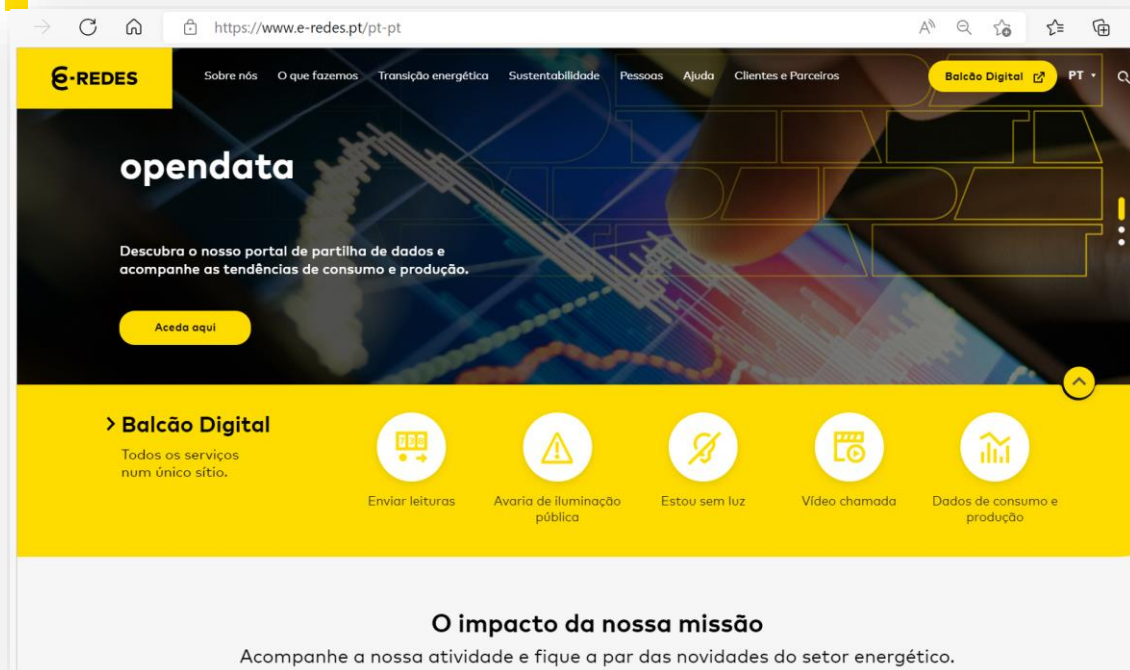 https://www.e-redes.pt/pt-pt
E-REDES
Sobre nós O que fazemos Transição energética Sustentabilidade Pessoas Ajuda Clientes e Parceiros
Balcão Digital
PT
opendata
Descubra o nosso portal de partilha de dados e
acompanhe as tendências de consumo e produção.
Aceda aqui
> Balcão Digital
Todos os serviços
num único sítio.
Enviar leituras
Avaria de iluminação
pública
Estou sem luz
Vídeo chamada
Dados de consumo e
produção
O impacto da nossa missão
Acompanhe a nossa atividade e fique a par das novidades do setor energético.